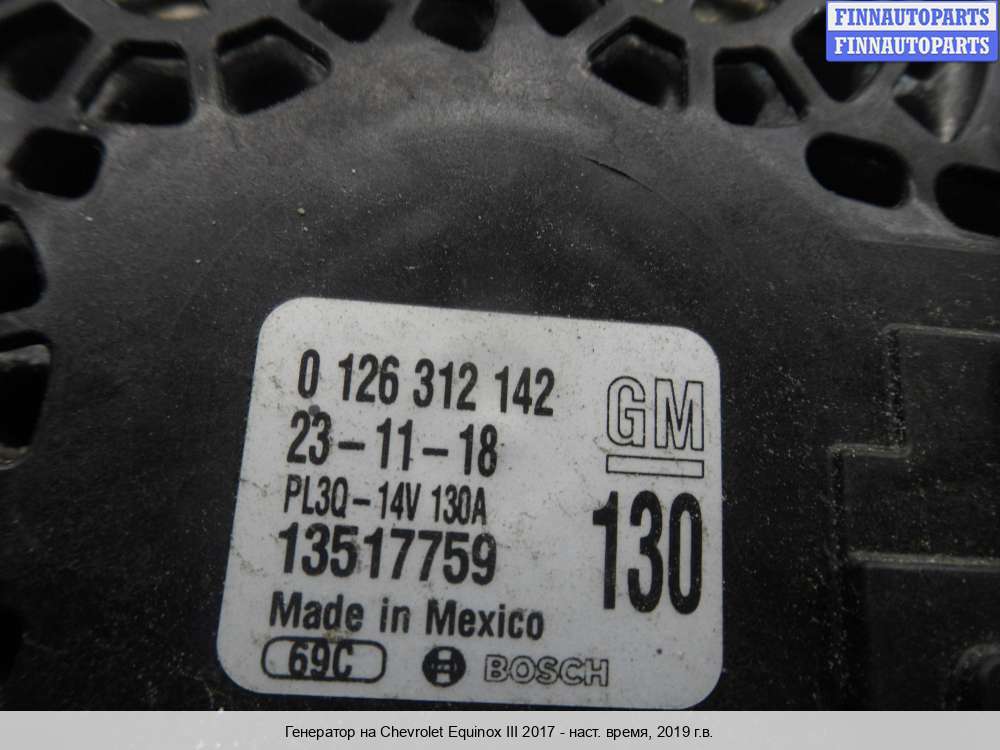 FINNAUTOPARTS
FINNAUTOPARTS
0 126 312 142
GM
23-11-18
PL3Q-14V 130A
130
13517759
Made in Mexico
69C
BOSCH
Генератор на Chevrolet Equinox III 2017 - наст. время, 2019 г.в.